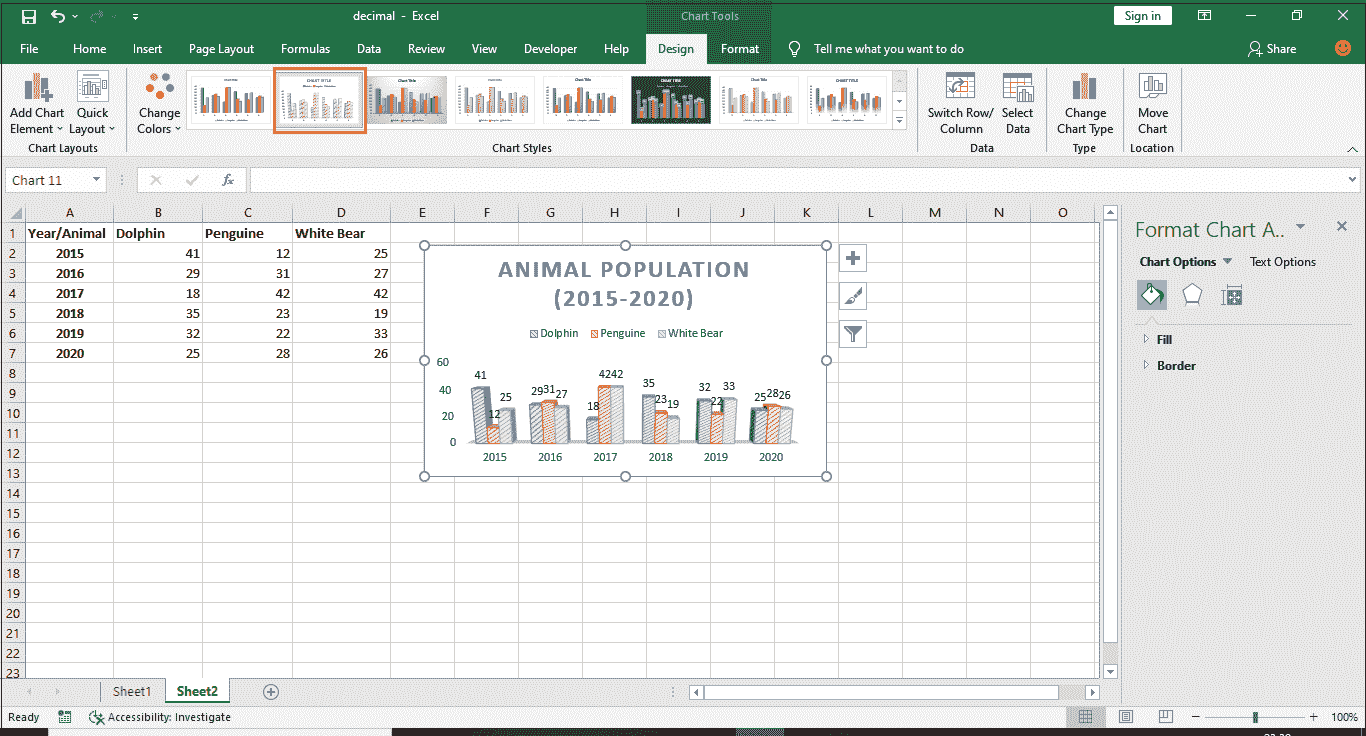 decimal - Excel
Chart Tools
Sign in
File Home Insert Page Layout Formulas Data Review View Developer Help Design Format Tell me what you want to do Share
Add Chart Element
Quick Layout
Change Colors
Switch Row/ Column
Select Data
Change Chart Type
Move Chart
Chart Layouts Chart Styles Data Type Location
Chart 11
fx
A B C D E F G H I J K L M N O
1 Year/Animal Dolphin Penguine White Bear
2 2015 41 12 25
3 2016 29 31 27
4 2017 18 42 42
5 2018 35 23 19
6 2019 32 22 33
7 2020 25 28 26
8
9
10
11
12
13
14
15
16
17
18
19
20
21
22
23
ANIMAL POPULATION
(2015-2020)
Dolphin Penguine White Bear
60
40
20
0
41 12 25 29 31 27 18 42 42 35 23 19 32 22 33 25 28 26
2015 2016 2017 2018 2019 2020
Format Chart A..
Chart Options Text Options
Fill
Border
Sheet1 Sheet2
Ready Accessibility: Investigate 100%